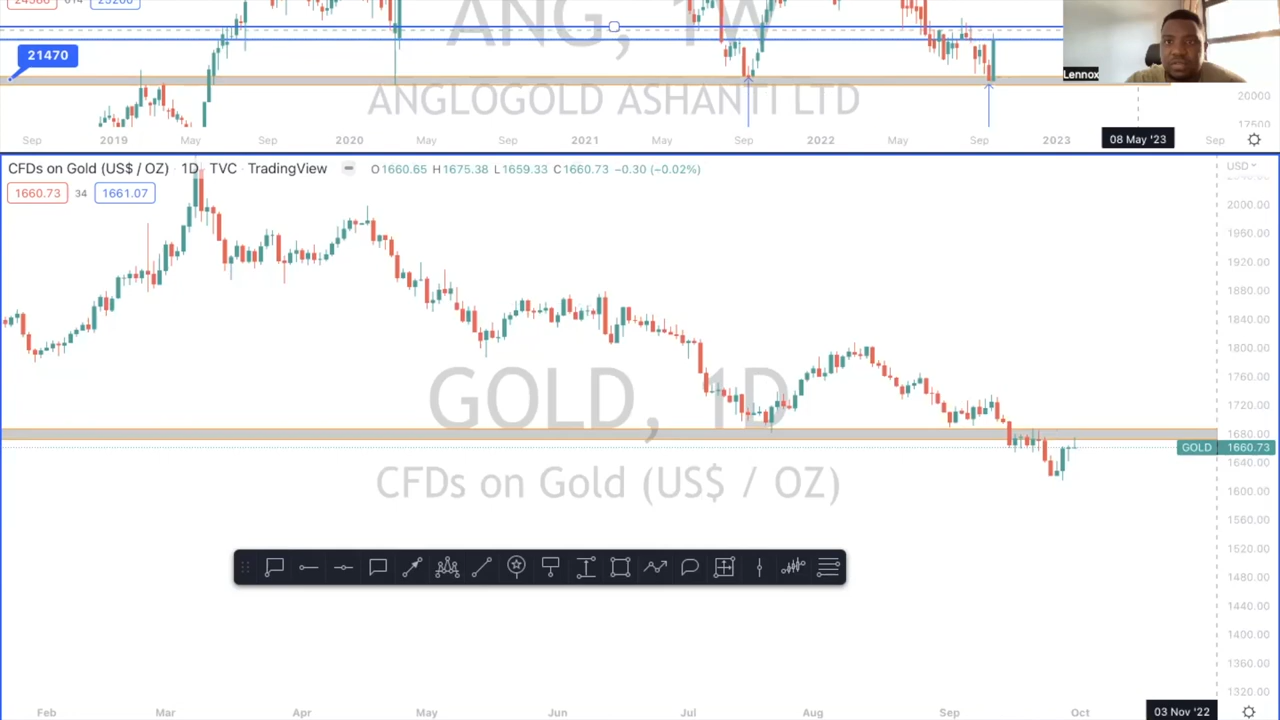 ANG, 1W
21470
Lennox
ANGLOGOLD ASHANTI LTD
20000
17500
Sep 2019 May Sep 2020 May Sep 2021 May Sep 2022 May Sep 2023 08 May '23 Sep
CFDs on Gold (US$ / OZ) · 1D · TVC · TradingView O1660.65 H1675.38 L1659.33 C1660.73 −0.30 (−0.02%) USD
1660.73 34 1661.07
2000.00
1960.00
1920.00
1880.00
1840.00
1800.00
1760.00
1720.00
1680.00
GOLD 1660.73
1640.00
1600.00
1560.00
1520.00
1480.00
1440.00
1400.00
1360.00
1320.00
GOLD, 1D
CFDs on Gold (US$ / OZ)
Feb Mar Apr May Jun Jul Aug Sep Oct 03 Nov '22